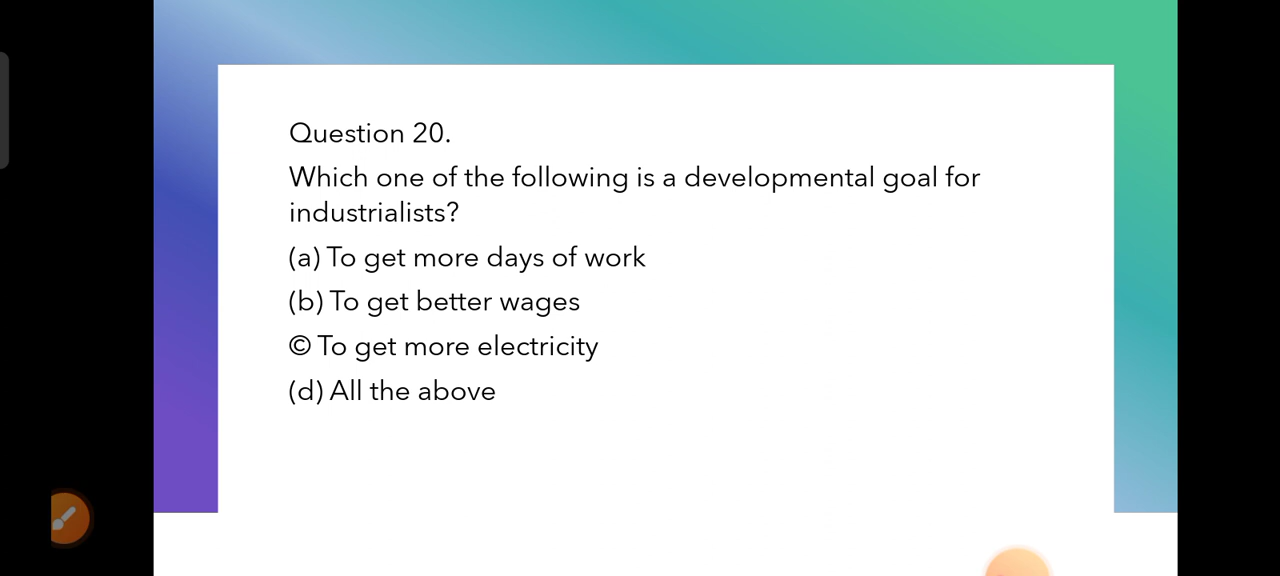 Question 20.
Which one of the following is a developmental goal for
industrialists?
(a) To get more days of work
(b) To get better wages
© To get more electricity
(d) All the above